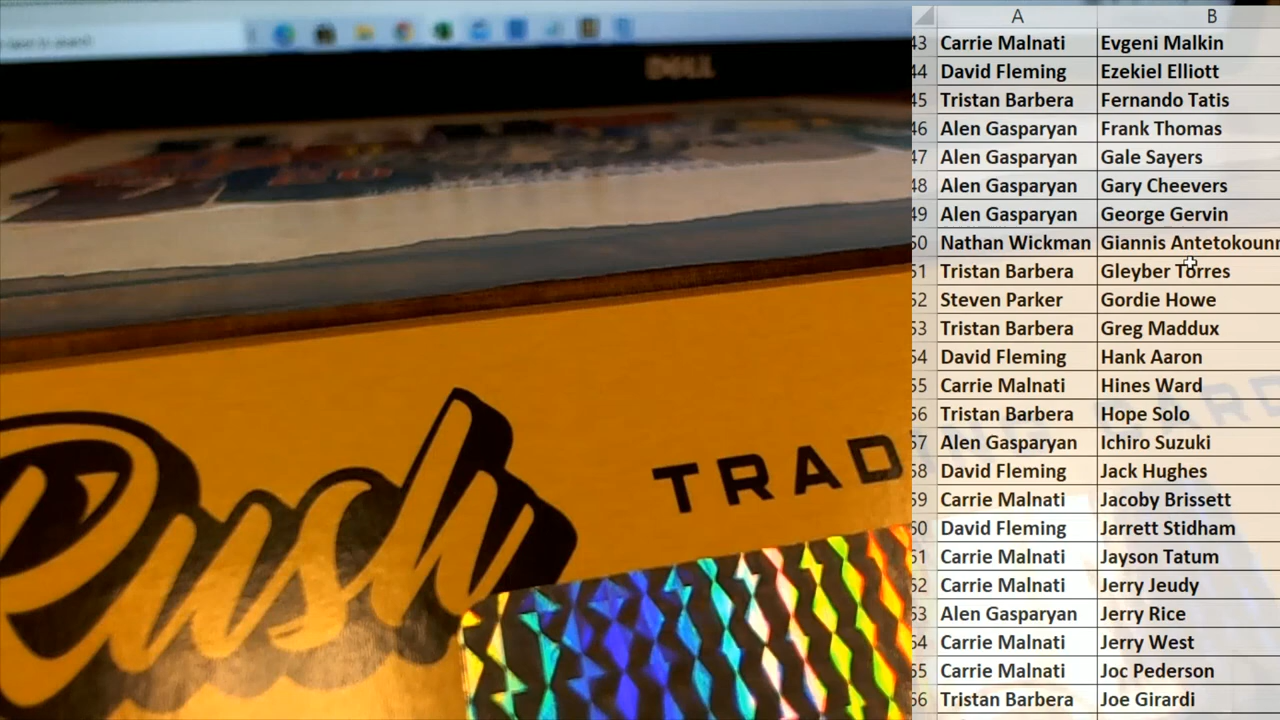 DELL
Rush
TRAD
A B
43 Carrie Malnati Evgeni Malkin
44 David Fleming Ezekiel Elliott
45 Tristan Barbera Fernando Tatis
46 Alen Gasparyan Frank Thomas
47 Alen Gasparyan Gale Sayers
48 Alen Gasparyan Gary Cheevers
49 Alen Gasparyan George Gervin
50 Nathan Wickman Giannis Antetokoun
51 Tristan Barbera Gleyber Torres
52 Steven Parker Gordie Howe
53 Tristan Barbera Greg Maddux
54 David Fleming Hank Aaron
55 Carrie Malnati Hines Ward
56 Tristan Barbera Hope Solo
57 Alen Gasparyan Ichiro Suzuki
58 David Fleming Jack Hughes
59 Carrie Malnati Jacoby Brissett
60 David Fleming Jarrett Stidham
61 Carrie Malnati Jayson Tatum
62 Carrie Malnati Jerry Jeudy
63 Alen Gasparyan Jerry Rice
64 Carrie Malnati Jerry West
65 Carrie Malnati Joc Pederson
66 Tristan Barbera Joe Girardi